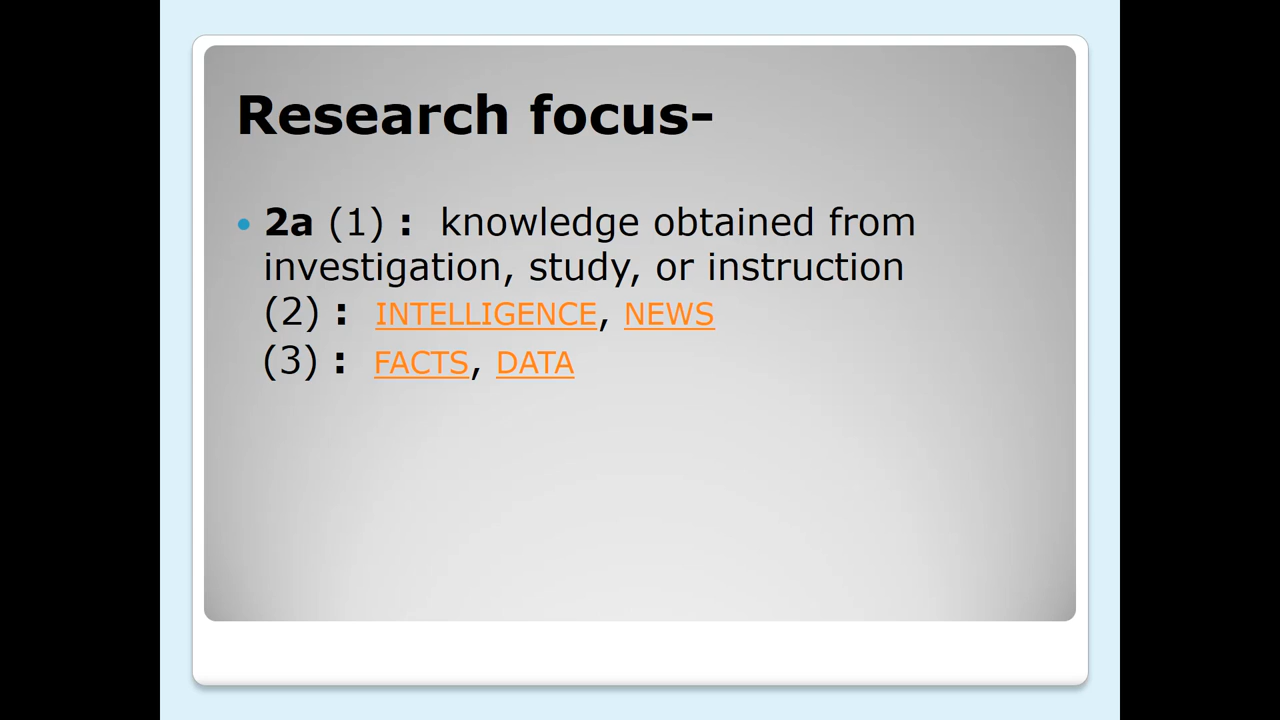 Research focus-
2a (1) : knowledge obtained from
investigation, study, or instruction
(2) : INTELLIGENCE, NEWS
(3) : FACTS, DATA